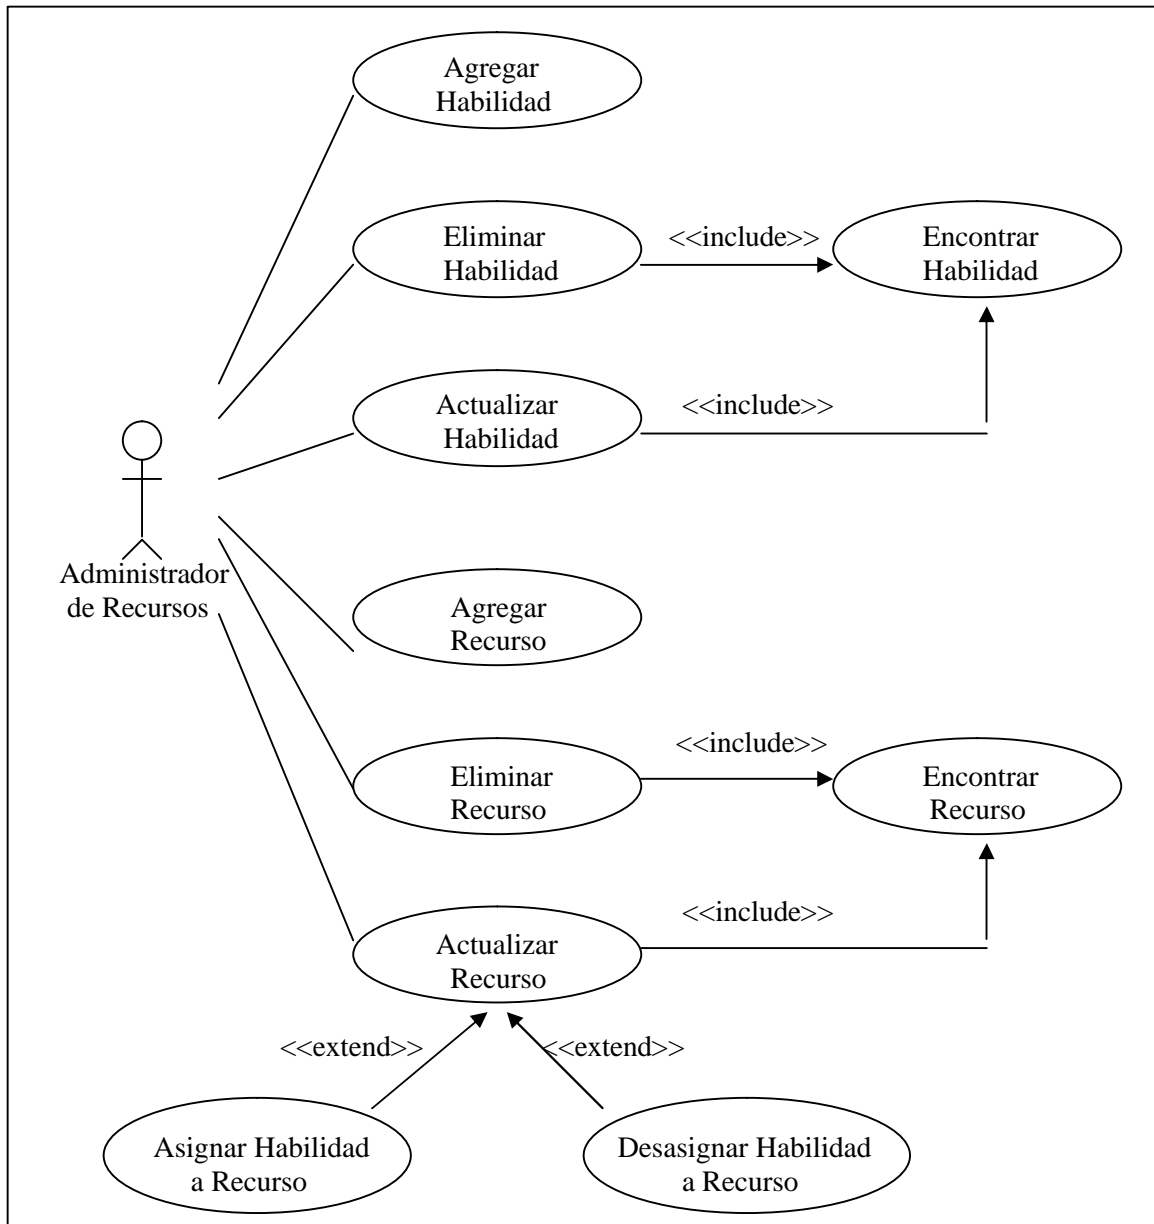 Agregar
Habilidad
Eliminar
Habilidad
<<include>>
Encontrar
Habilidad
Actualizar
Habilidad
<<include>>
Administrador
de Recursos
Agregar
Recurso
Eliminar
Recurso
<<include>>
Encontrar
Recurso
Actualizar
Recurso
<<include>>
<<extend>>
<<extend>>
Asignar Habilidad
a Recurso
Desasignar Habilidad
a Recurso